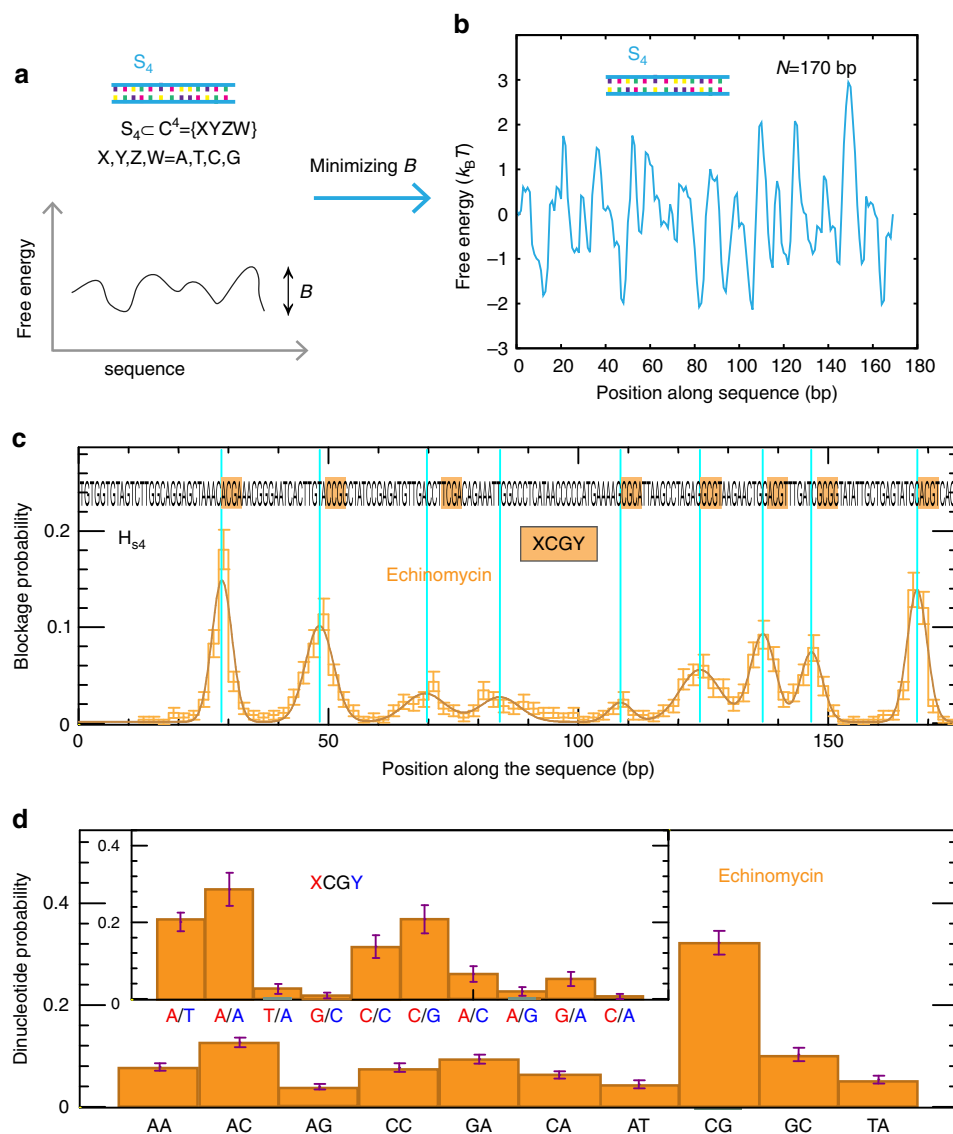 a
S₄
S₄⊂ C⁴={XYZW}
X,Y,Z,W=A,T,C,G
Minimizing B
Free energy
B
sequence
b
S₄
N=170 bp
Free energy (k_B T)
3
2
1
0
–1
–2
–3
0 20 40 60 80 100 120 140 160 180
Position along sequence (bp)
c
H_s4
XCGY
Echinomycin
Blockage probability
0.2
0.1
0
0 50 100 150
Position along the sequence (bp)
d
XCGY
Echinomycin
Dinucleotide probability
0.4
0.2
0
0.4
0.2
0
A/T A/A T/A G/C C/C C/G A/C A/G G/A C/A
AA AC AG CC GA CA AT CG GC TA